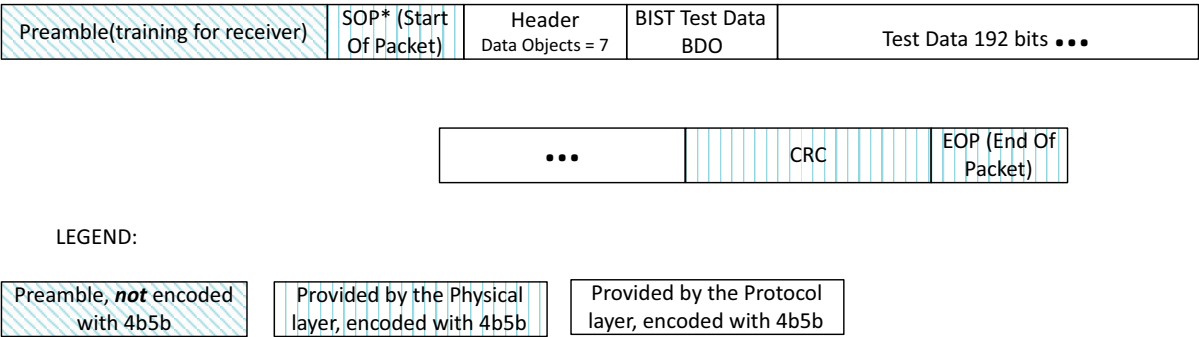 Preamble(training for receiver)
SOP* (Start
Of Packet)
Header
Data Objects = 7
BIST Test Data
BDO
Test Data 192 bits ...
...
CRC
EOP (End Of
Packet)
LEGEND:
Preamble, not encoded
with 4b5b
Provided by the Physical
layer, encoded with 4b5b
Provided by the Protocol
layer, encoded with 4b5b